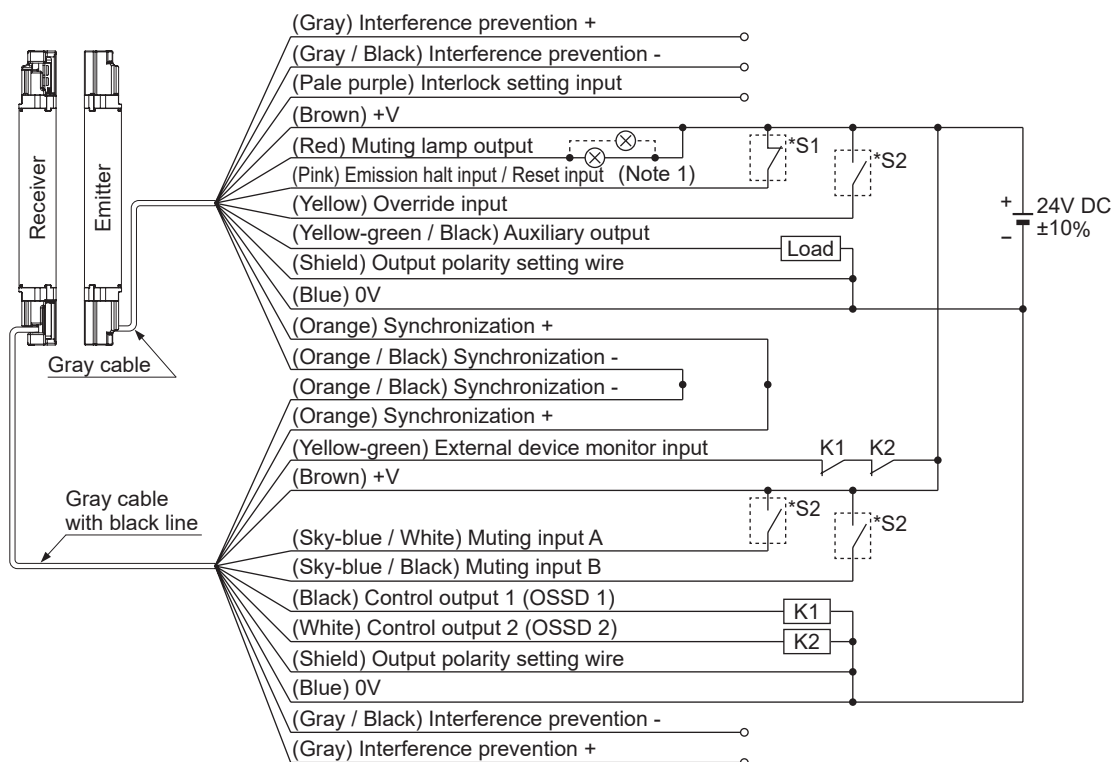 (Gray) Interference prevention +
(Gray / Black) Interference prevention -
(Pale purple) Interlock setting input
(Brown) +V
(Red) Muting lamp output
*S1
*S2
(Pink) Emission halt input / Reset input (Note 1)
(Yellow) Override input
+
24V DC
±10%
−
(Yellow-green / Black) Auxiliary output
Load
(Shield) Output polarity setting wire
(Blue) 0V
Receiver
Emitter
Gray cable
(Orange) Synchronization +
(Orange / Black) Synchronization -
(Orange / Black) Synchronization -
(Orange) Synchronization +
(Yellow-green) External device monitor input
K1 K2
(Brown) +V
Gray cable
with black line
*S2
*S2
(Sky-blue / White) Muting input A
(Sky-blue / Black) Muting input B
(Black) Control output 1 (OSSD 1)
K1
(White) Control output 2 (OSSD 2)
K2
(Shield) Output polarity setting wire
(Blue) 0V
(Gray / Black) Interference prevention -
(Gray) Interference prevention +